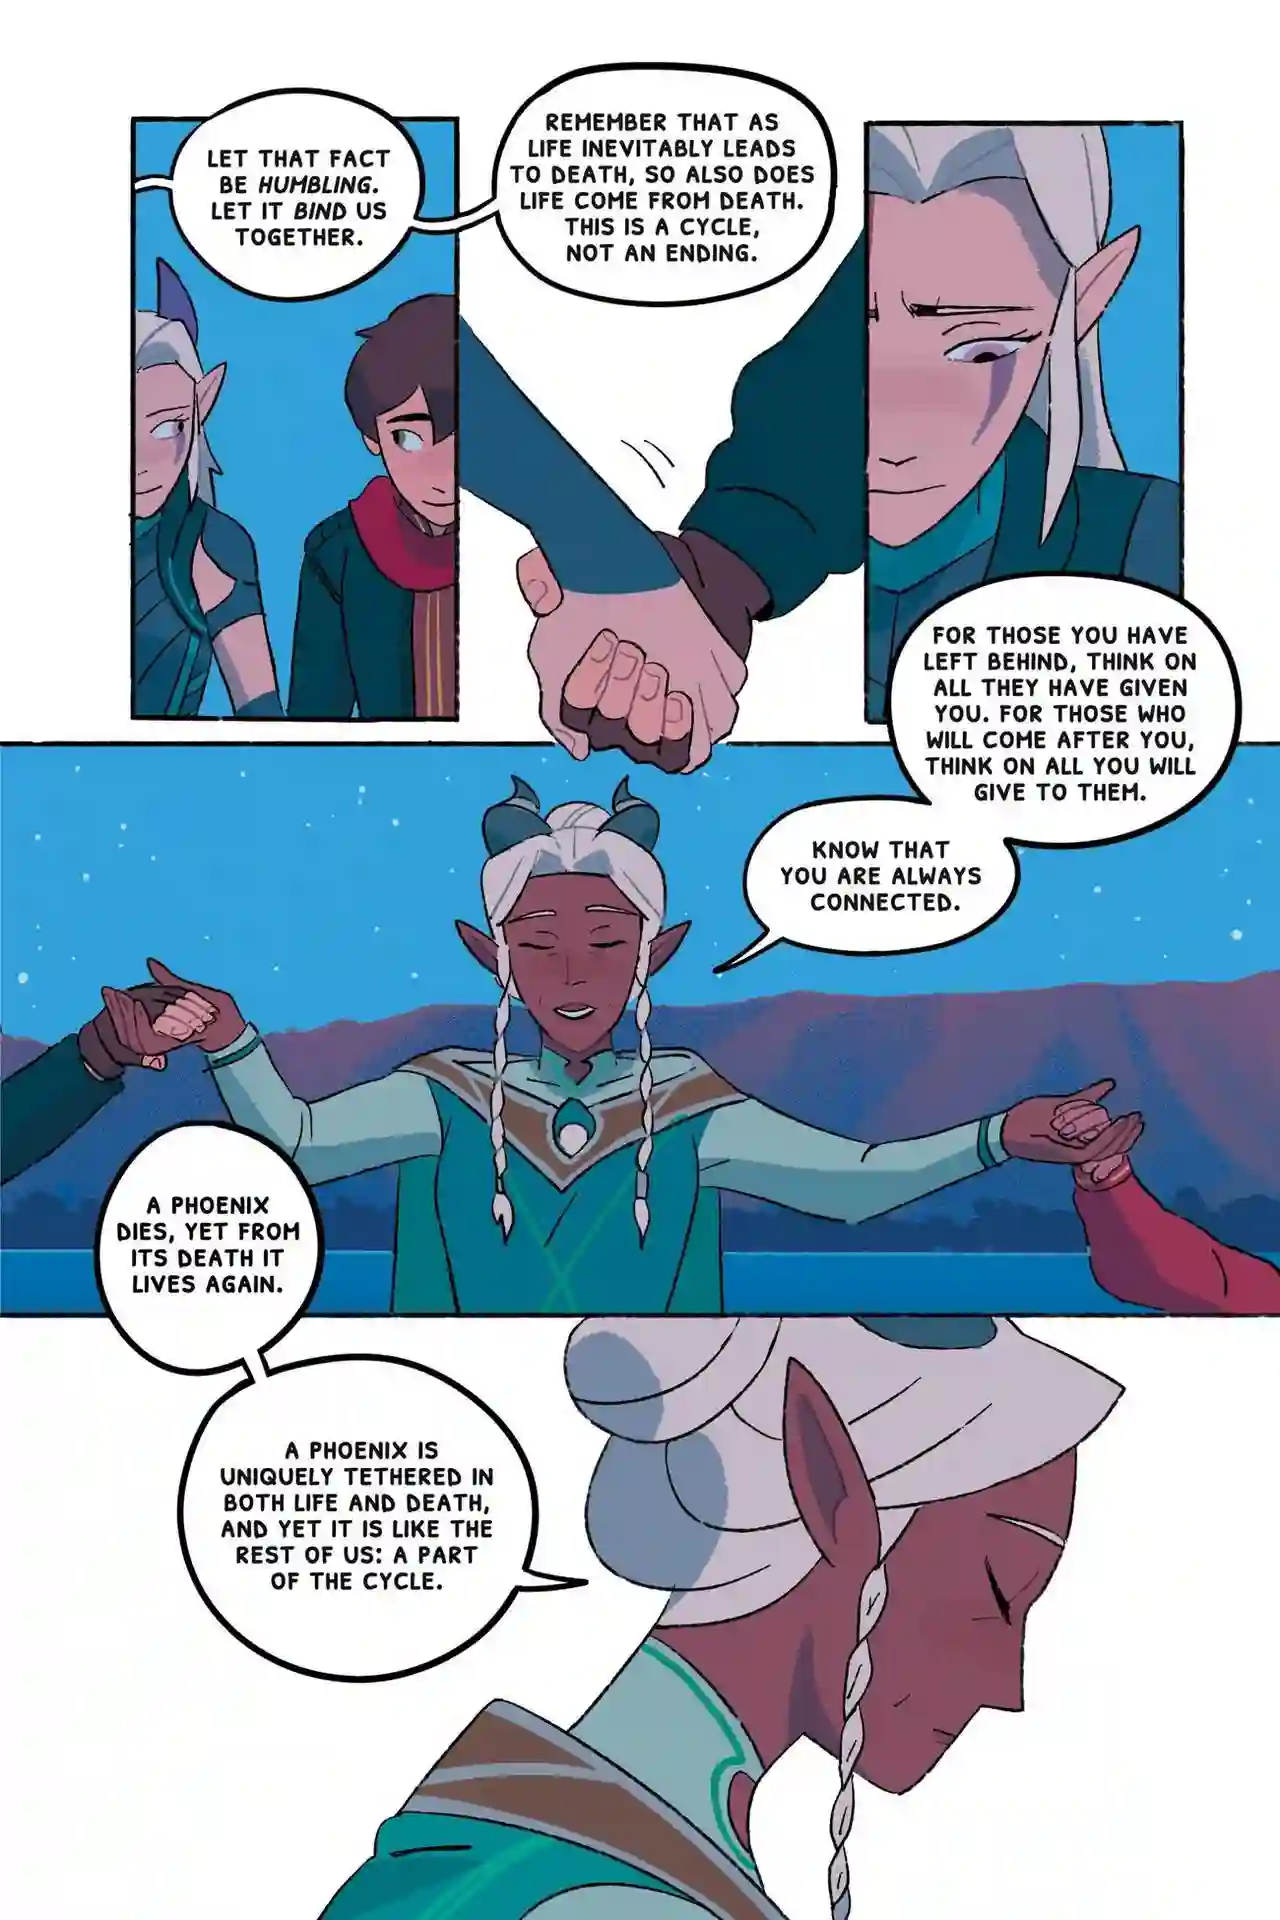 LET THAT FACT
BE HUMBLING.
LET IT BIND US
TOGETHER.
REMEMBER THAT AS
LIFE INEVITABLY LEADS
TO DEATH, SO ALSO DOES
LIFE COME FROM DEATH.
THIS IS A CYCLE,
NOT AN ENDING.
FOR THOSE YOU HAVE
LEFT BEHIND, THINK ON
ALL THEY HAVE GIVEN
YOU. FOR THOSE WHO
WILL COME AFTER YOU,
THINK ON ALL YOU WILL
GIVE TO THEM.
KNOW THAT
YOU ARE ALWAYS
CONNECTED.
A PHOENIX
DIES, YET FROM
ITS DEATH IT
LIVES AGAIN.
A PHOENIX IS
UNIQUELY TETHERED IN
BOTH LIFE AND DEATH,
AND YET IT IS LIKE THE
REST OF US: A PART
OF THE CYCLE.